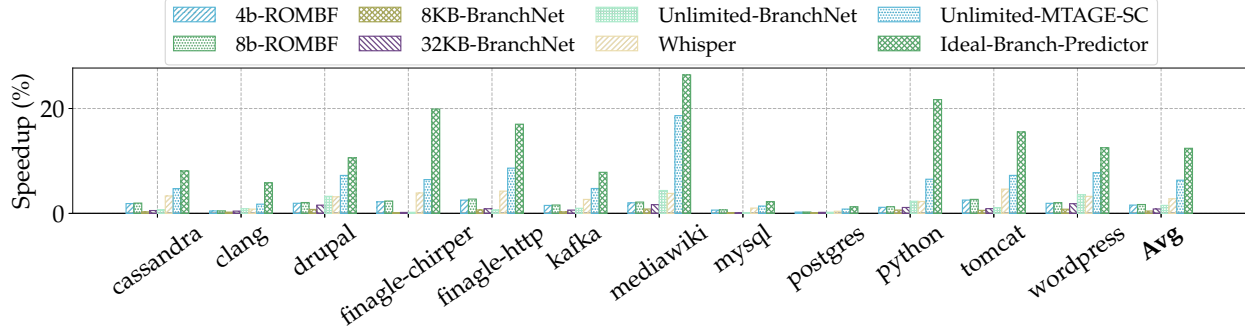 4b-ROMBF 8KB-BranchNet Unlimited-BranchNet Unlimited-MTAGE-SC
8b-ROMBF 32KB-BranchNet Whisper Ideal-Branch-Predictor
Speedup (%)
20
0
cassandra clang drupal finagle-chirper finagle-http kafka mediawiki mysql postgres python tomcat wordpress Avg